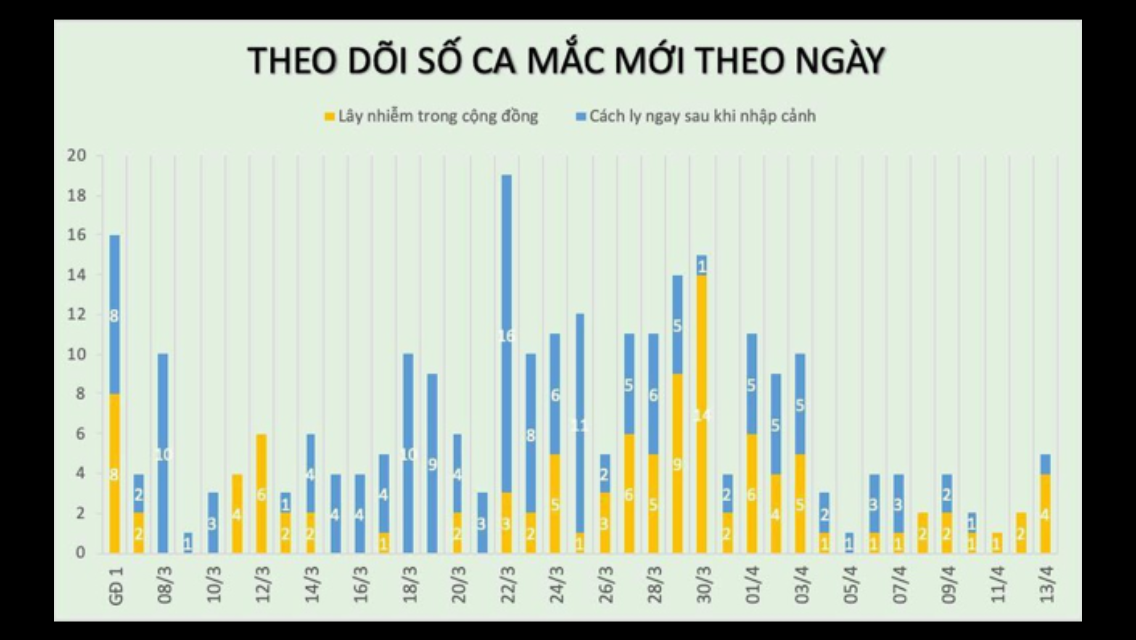 THEO DÕI SỐ CA MẮC MỚI THEO NGÀY
Lây nhiễm trong cộng đồng Cách ly ngay sau khi nhập cảnh
20
18
16
14
12
10
8
6
4
2
0
8 2 10 1 3 1 4 4 4 4 10 9 4 3 16 8 6 11 2 5 6 5 1 2 5 5 5 2 1 3 3 2 1
8 2 4 6 2 2 1 2 3 2 5 1 3 6 5 9 14 2 6 4 5 1 1 1 2 2 1 1 2 4
GĐ 1 08/3 10/3 12/3 14/3 16/3 18/3 20/3 22/3 24/3 26/3 28/3 30/3 01/4 03/4 05/4 07/4 09/4 11/4 13/4